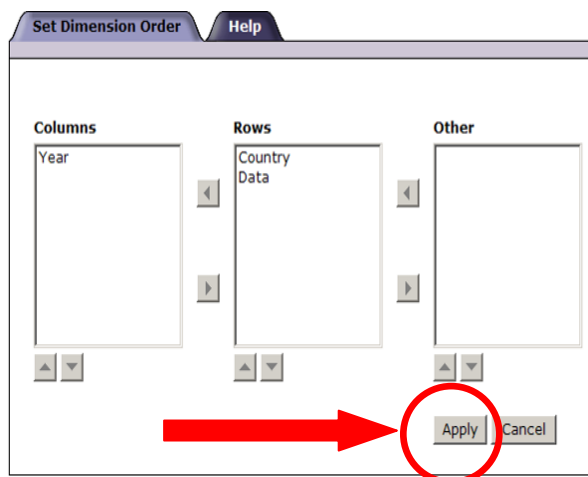 Set Dimension Order
Help
Columns
Rows
Other
Year
Country
Data
Apply
Cancel